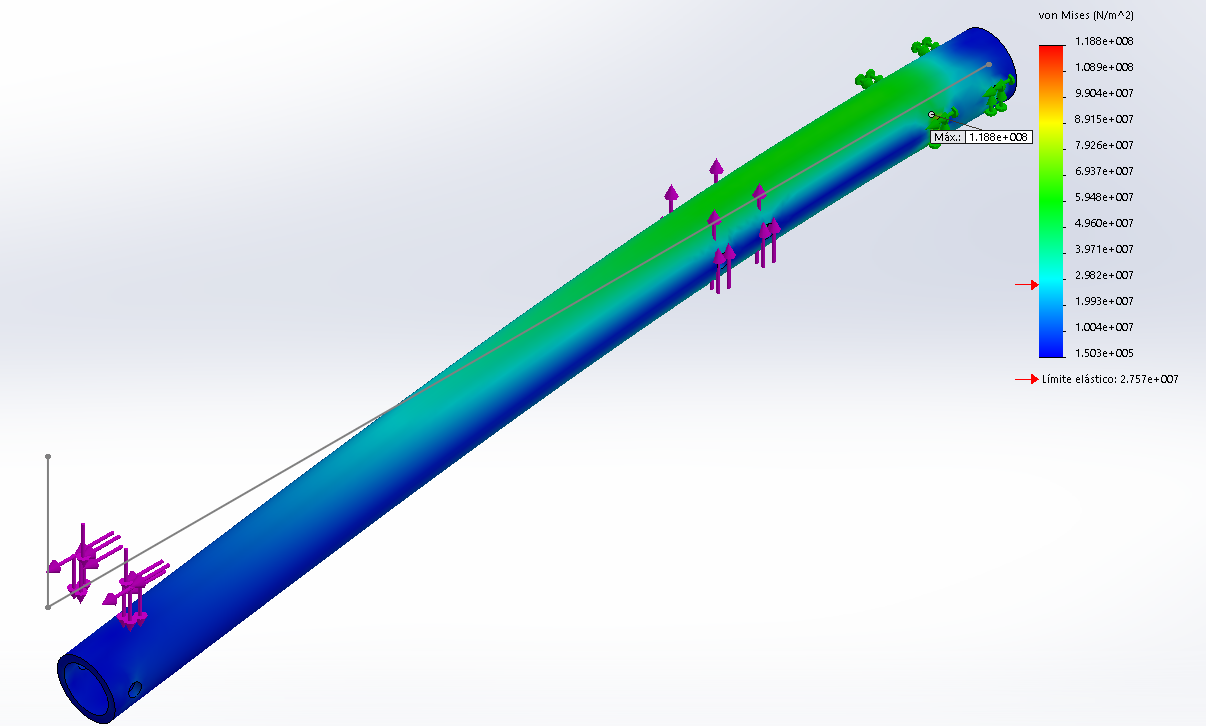 von Mises (N/m^2)
1.188e+008
1.089e+008
9.904e+007
8.915e+007
7.926e+007
6.937e+007
5.948e+007
4.960e+007
3.971e+007
2.982e+007
1.993e+007
1.004e+007
1.503e+005
Límite elástico: 2.757e+007
Máx.: 1.188e+008